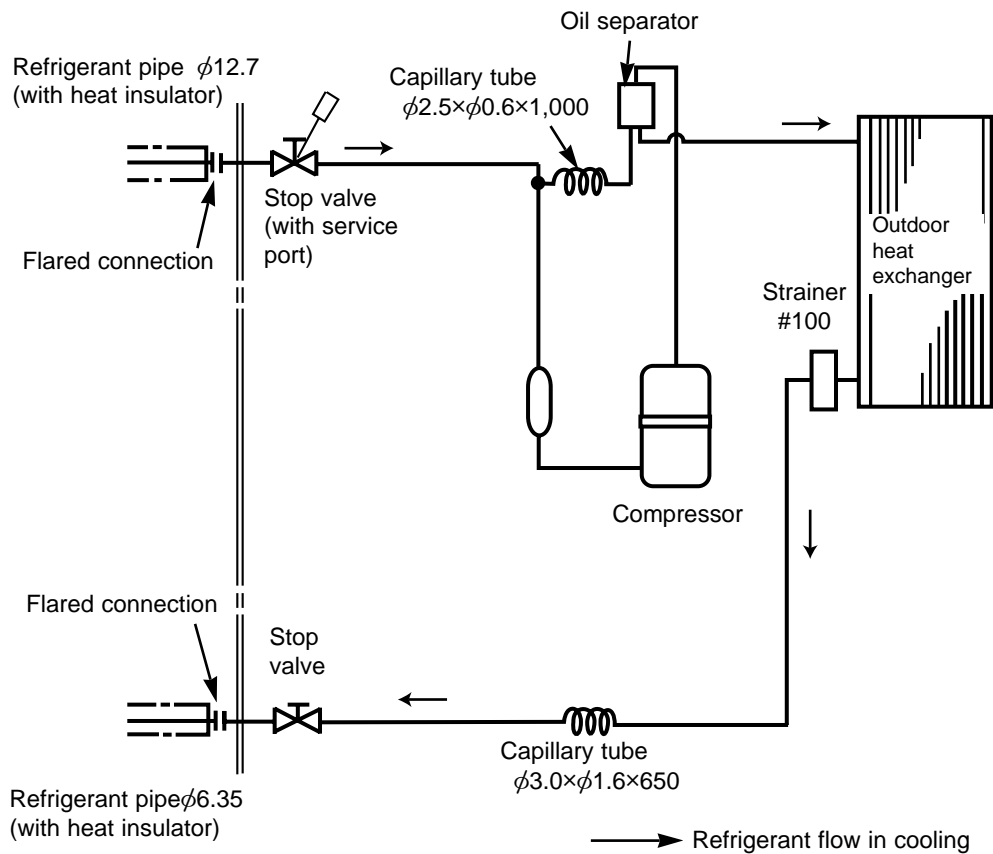 Oil separator
Refrigerant pipe ϕ12.7
(with heat insulator)
Capillary tube
ϕ2.5×ϕ0.6×1,000
Stop valve
(with service
port)
Flared connection
Outdoor
heat
exchanger
Strainer
#100
Compressor
Flared connection
Stop
valve
Capillary tube
ϕ3.0×ϕ1.6×650
Refrigerant pipeϕ6.35
(with heat insulator)
Refrigerant flow in cooling